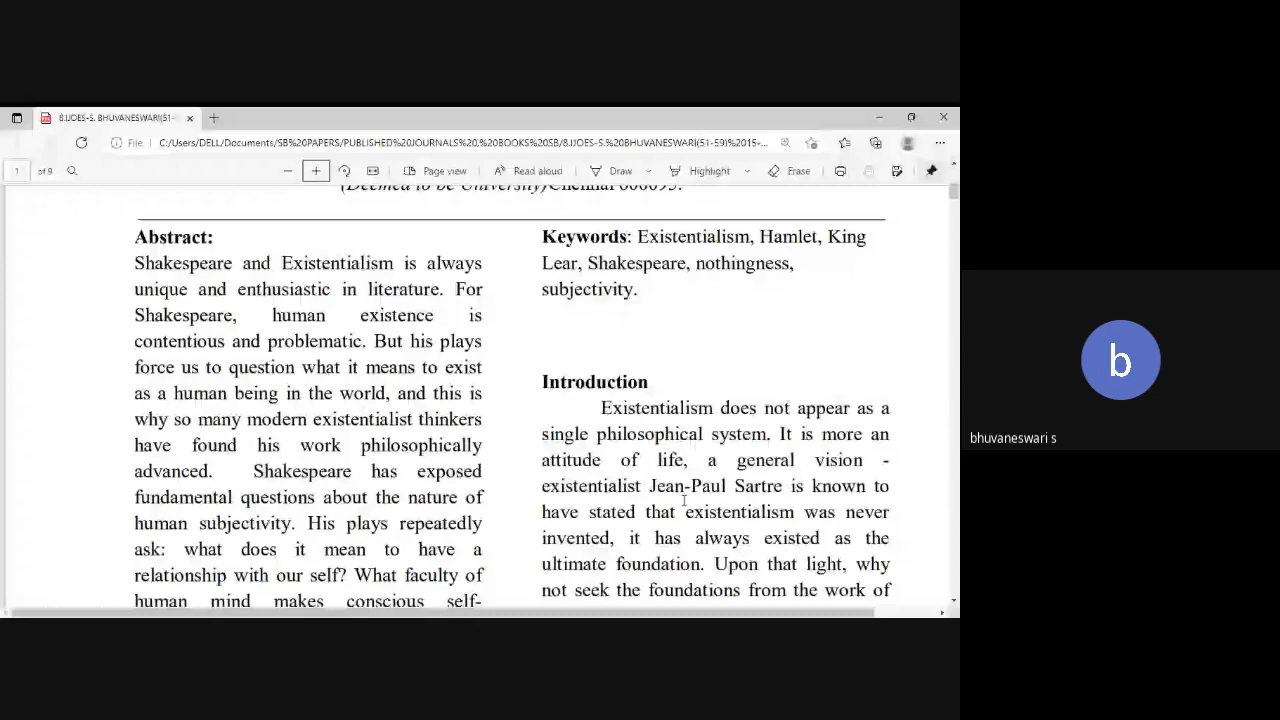 8.IJOES-S. BHUVANESWARI(51-
File
C:/Users/DELL/Documents/SB%20PAPERS/PUBLISHED%20JOURNALS%20,%20BOOKS%20SB/8.IJOES-S.%20BHUVANESWARI(51-59)%2015-...
1 of 9
Page view
Read aloud
Draw
Highlight
Erase
(Deemed to be University)Chennai 600095.
Abstract:
Shakespeare and Existentialism is always
unique and enthusiastic in literature. For
Shakespeare, human existence is
contentious and problematic. But his plays
force us to question what it means to exist
as a human being in the world, and this is
why so many modern existentialist thinkers
have found his work philosophically
advanced. Shakespeare has exposed
fundamental questions about the nature of
human subjectivity. His plays repeatedly
ask: what does it mean to have a
relationship with our self? What faculty of
human mind makes conscious self-
Keywords: Existentialism, Hamlet, King
Lear, Shakespeare, nothingness,
subjectivity.
Introduction
Existentialism does not appear as a
single philosophical system. It is more an
attitude of life, a general vision -
existentialist Jean-Paul Sartre is known to
have stated that existentialism was never
invented, it has always existed as the
ultimate foundation. Upon that light, why
not seek the foundations from the work of
b
bhuvaneswari s